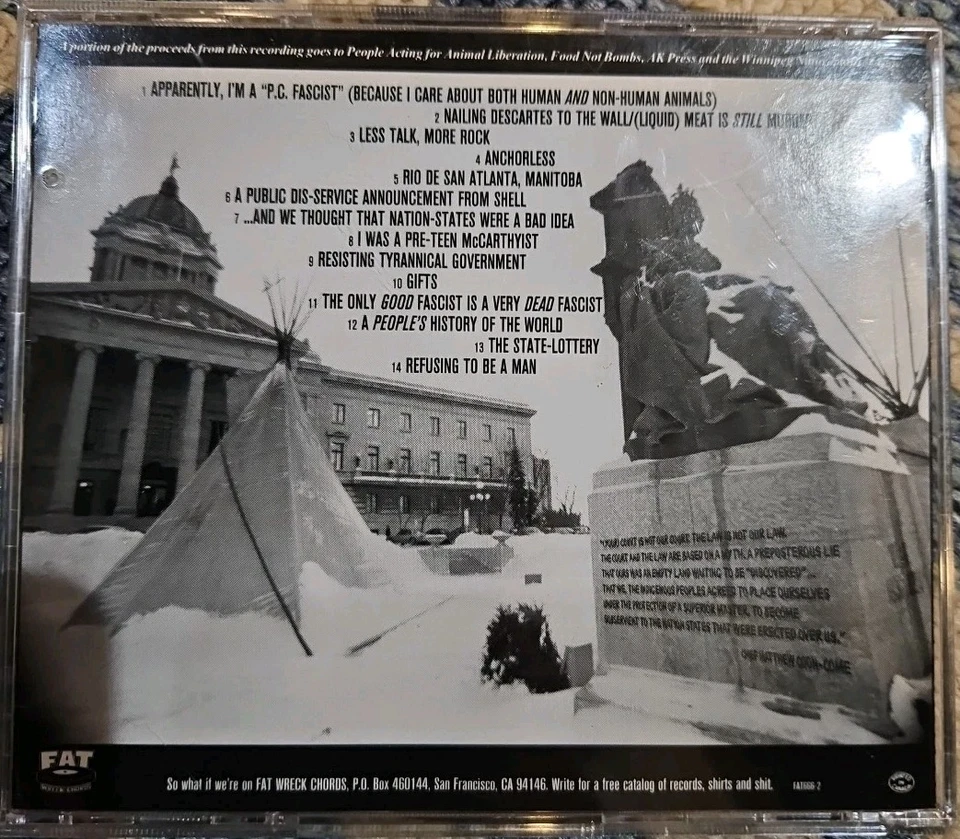 A portion of the proceeds from this recording goes to People Acting for Animal Liberation, Food Not Bombs, AK Press and the Winnipeg
1 APPARENTLY, I'M A "P.C. FASCIST" (BECAUSE I CARE ABOUT BOTH HUMAN AND NON-HUMAN ANIMALS)
2 NAILING DESCARTES TO THE WALL/(LIQUID) MEAT IS STILL MURDER
3 LESS TALK, MORE ROCK
4 ANCHORLESS
5 RIO DE SAN ATLANTA, MANITOBA
6 A PUBLIC DIS-SERVICE ANNOUNCEMENT FROM SHELL
7 ...AND WE THOUGHT THAT NATION-STATES WERE A BAD IDEA
8 I WAS A PRE-TEEN McCARTHYIST
9 RESISTING TYRANNICAL GOVERNMENT
10 GIFTS
11 THE ONLY GOOD FASCIST IS A VERY DEAD FASCIST
12 A PEOPLE'S HISTORY OF THE WORLD
13 THE STATE-LOTTERY
14 REFUSING TO BE A MAN
"(YOUR) COURT IS NOT OUR COURT. THE LAW IS NOT OUR LAW.
THE COURT AND THE LAW ARE BASED ON A MYTH, A PREPOSTEROUS LIE
THAT OURS WAS AN EMPTY LAND WAITING TO BE "DISCOVERED"...
THAT WE, THE INDIGENOUS PEOPLES AGREED TO PLACE OURSELVES
UNDER THE PROTECTION OF A SUPERIOR MASTER, TO BECOME
SUBSERVIENT TO THE NATION STATES THAT WERE ERECTED OVER US."
CHIEF MATTHEW COON-COME
FAT
WRECK CHORDS
So what if we're on FAT WRECK CHORDS, P.O. Box 460144, San Francisco, CA 94146. Write for a free catalog of records, shirts and shit.
FAT666-2